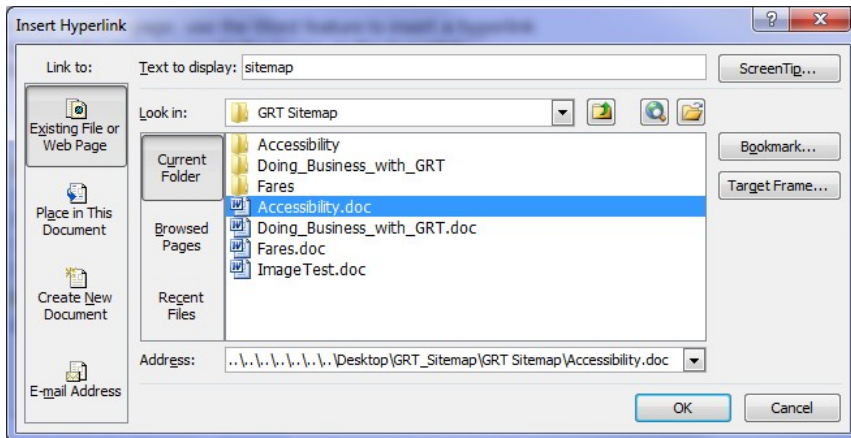 Insert Hyperlink
Link to:
Text to display: sitemap
ScreenTip...
Existing File or
Web Page
Look in:
GRT Sitemap
Current
Folder
Accessibility
Doing_Business_with_GRT
Fares
Accessibility.doc
Doing_Business_with_GRT.doc
Fares.doc
ImageTest.doc
Bookmark...
Target Frame...
Place in This
Document
Browsed
Pages
Create New
Document
Recent
Files
E-mail Address
Address:
..\..\..\..\..\..\..\Desktop\GRT_Sitemap\GRT Sitemap\Accessibility.doc
OK
Cancel